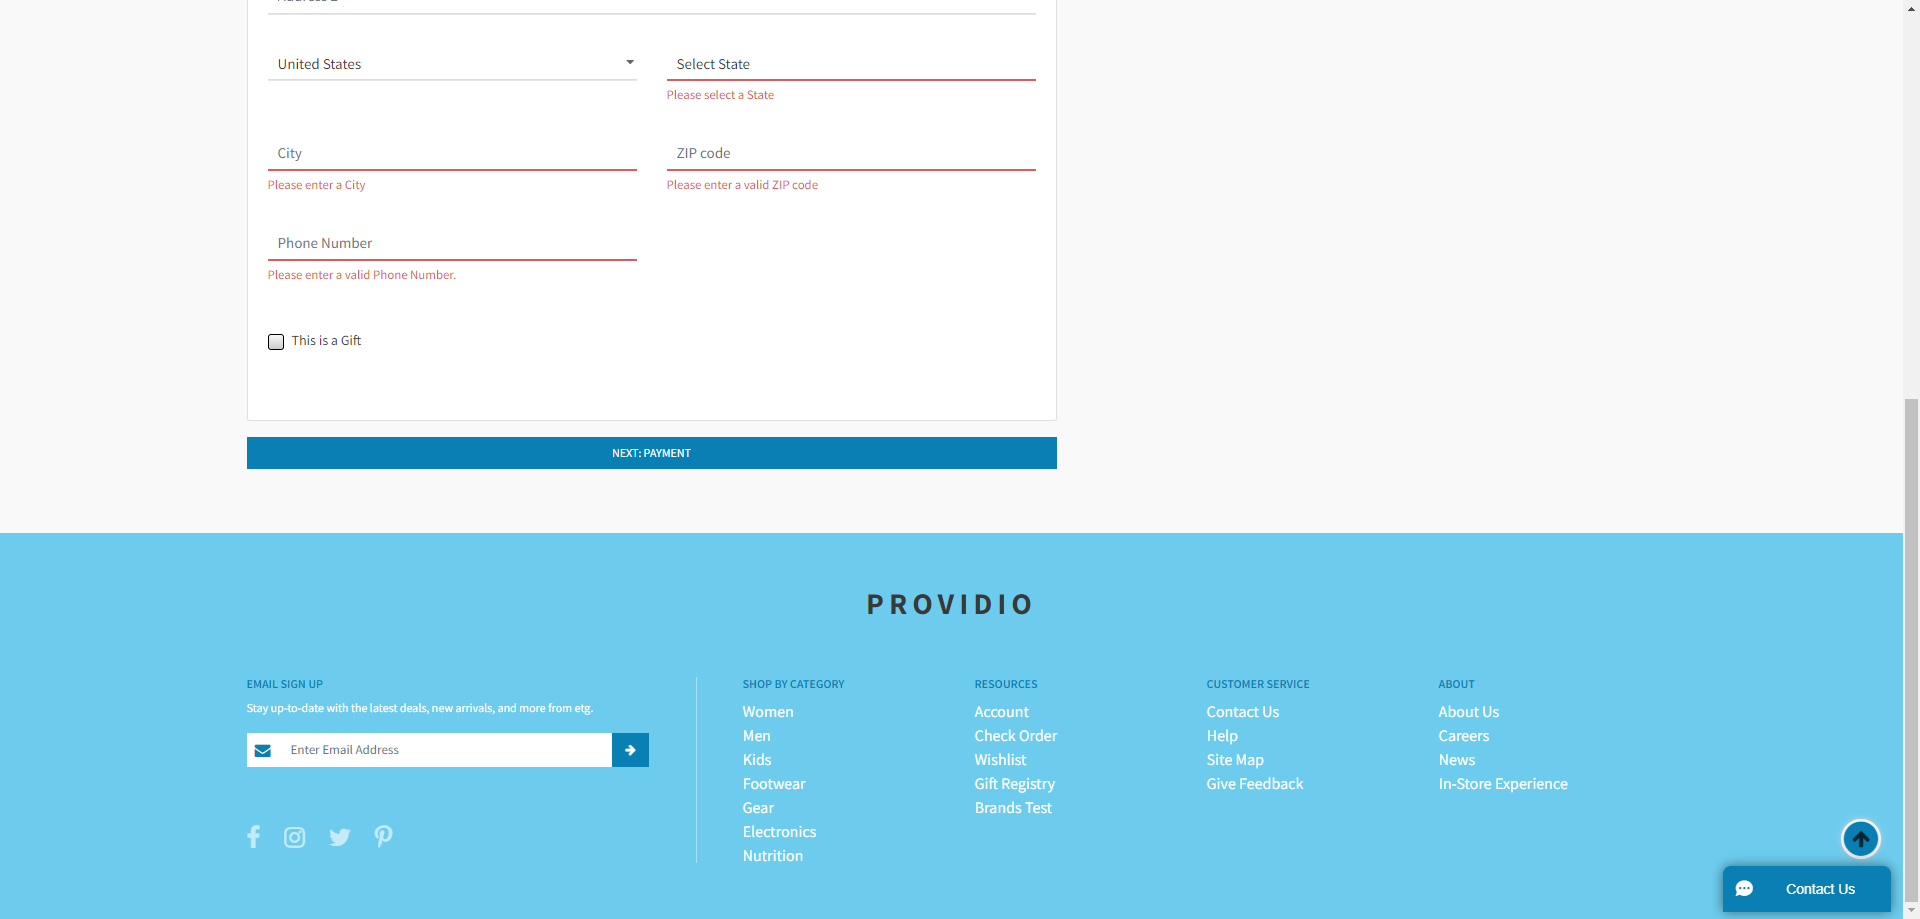 United States
Select State
Please select a State
City
ZIP code
Please enter a City
Please enter a valid ZIP code
Phone Number
Please enter a valid Phone Number.
This is a Gift
NEXT: PAYMENT
PROVIDIO
EMAIL SIGN UP
Stay up-to-date with the latest deals, new arrivals, and more from etg.
Enter Email Address
SHOP BY CATEGORY
Women
Men
Kids
Footwear
Gear
Electronics
Nutrition
RESOURCES
Account
Check Order
Wishlist
Gift Registry
Brands Test
CUSTOMER SERVICE
Contact Us
Help
Site Map
Give Feedback
ABOUT
About Us
Careers
News
In-Store Experience
Contact Us